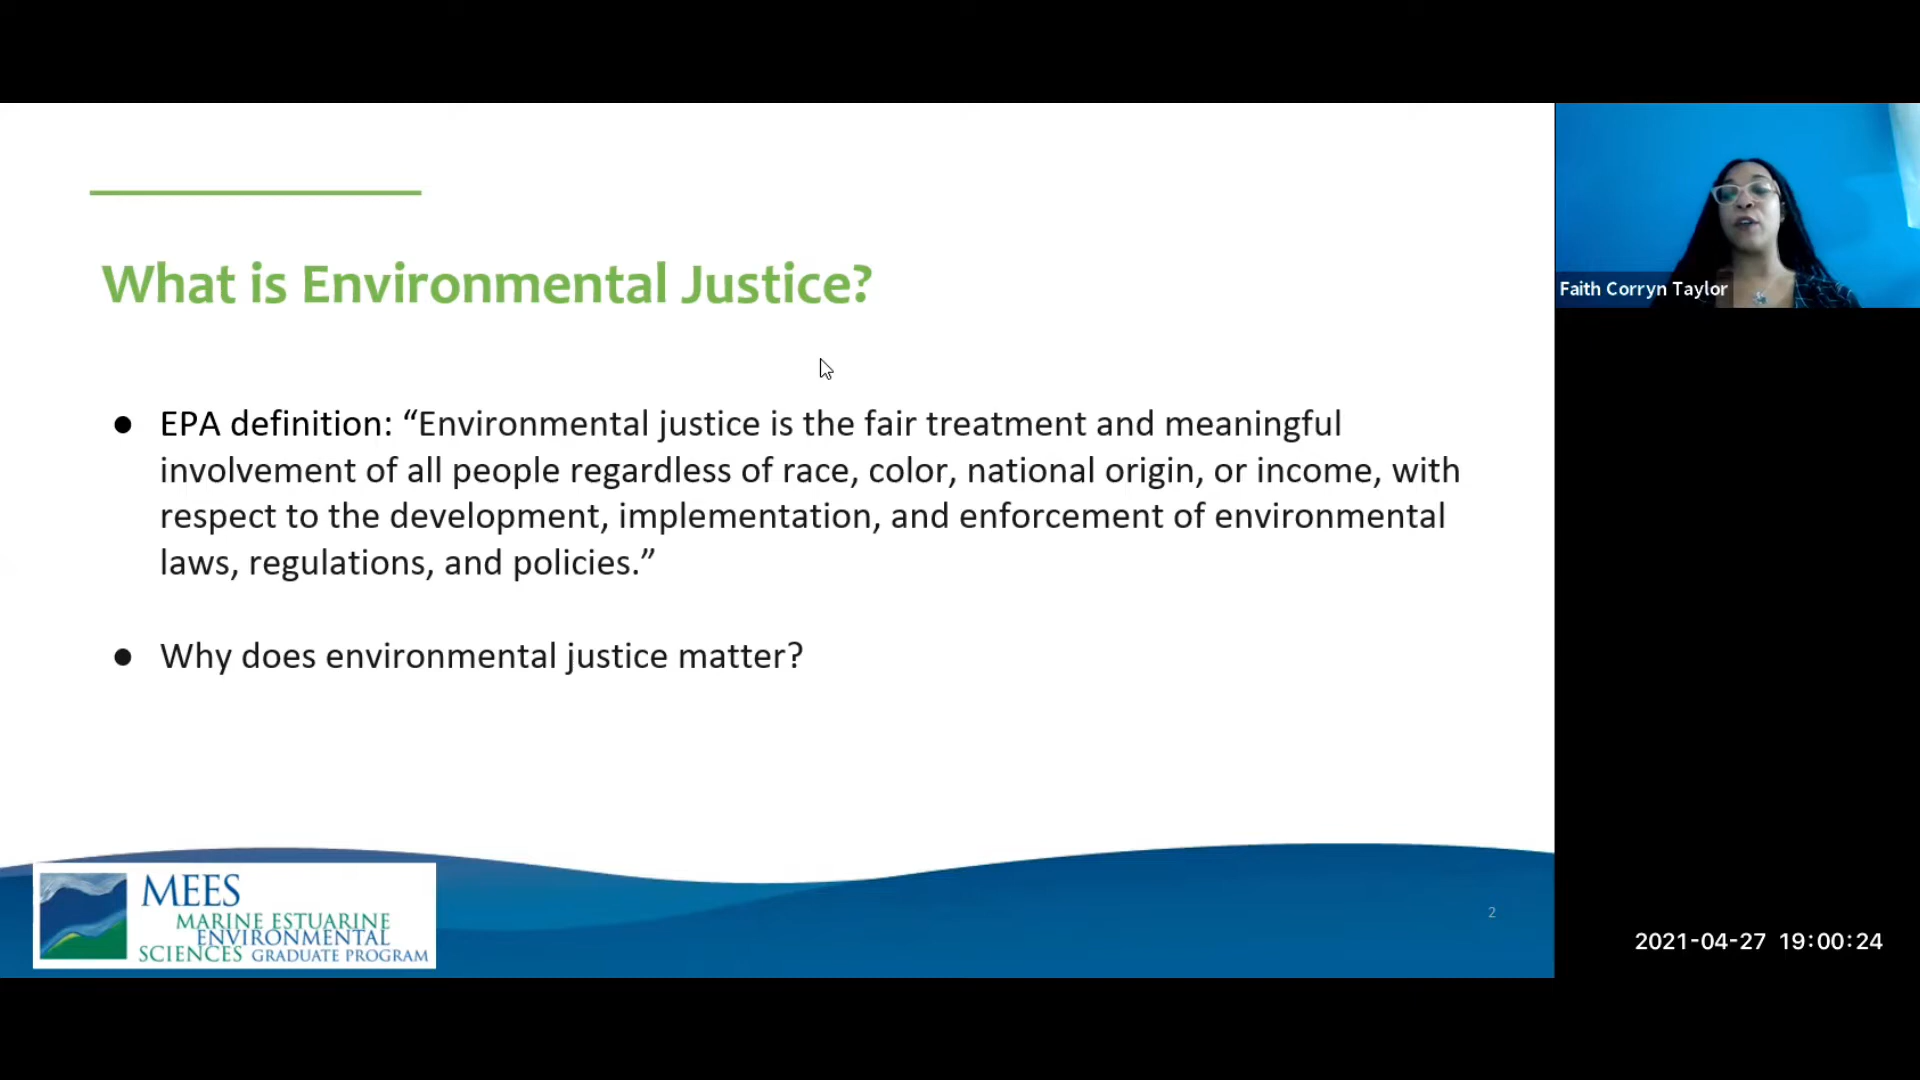 What is Environmental Justice?
● EPA definition: “Environmental justice is the fair treatment and meaningful
involvement of all people regardless of race, color, national origin, or income, with
respect to the development, implementation, and enforcement of environmental
laws, regulations, and policies.”
● Why does environmental justice matter?
MEES
MARINE ESTUARINE
ENVIRONMENTAL
SCIENCES GRADUATE PROGRAM
2
Faith Corryn Taylor
2021-04-27 19:00:24